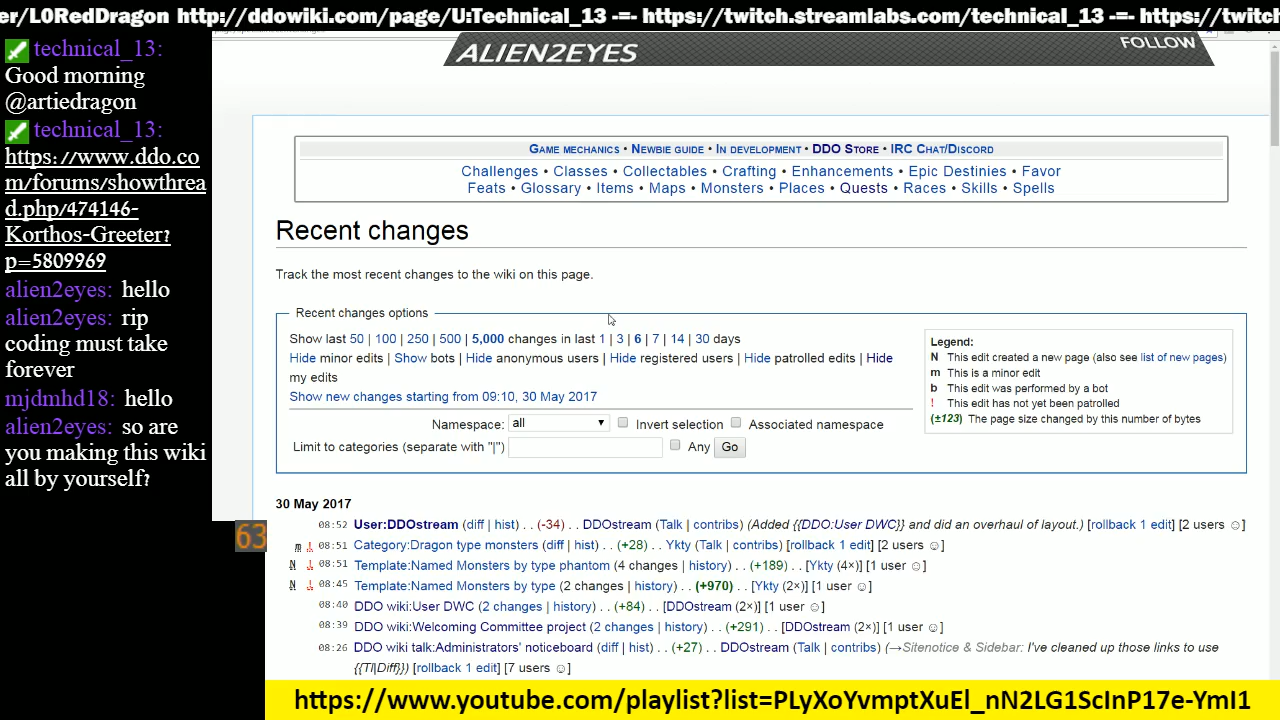 er/L0RedDragon http://ddowiki.com/page/U:Technical_13 -=- https://twitch.streamlabs.com/technical_13 -=- https://twitc
technical_13:
Good morning
@artiedragon
technical_13:
https://www.ddo.co
m/forums/showthrea
d.php/474146-
Korthos-Greeter?
p=5809969
alien2eyes: hello
alien2eyes: rip
coding must take
forever
mjdmhd18: hello
alien2eyes: so are
you making this wiki
all by yourself?
ALIEN2EYES
FOLLOW
Game mechanics • Newbie guide • In development • DDO Store • IRC Chat/Discord
Challenges • Classes • Collectables • Crafting • Enhancements • Epic Destinies • Favor
Feats • Glossary • Items • Maps • Monsters • Places • Quests • Races • Skills • Spells
Recent changes
Track the most recent changes to the wiki on this page.
Recent changes options
Show last 50 | 100 | 250 | 500 | 5,000 changes in last 1 | 3 | 6 | 7 | 14 | 30 days
Hide minor edits | Show bots | Hide anonymous users | Hide registered users | Hide patrolled edits | Hide
my edits
Show new changes starting from 09:10, 30 May 2017
Namespace: all Invert selection Associated namespace
Limit to categories (separate with "|") Any Go
Legend:
N This edit created a new page (also see list of new pages)
m This is a minor edit
b This edit was performed by a bot
! This edit has not yet been patrolled
(±123) The page size changed by this number of bytes
30 May 2017
63
08:52 User:DDOstream (diff | hist) . . (-34) . . DDOstream (Talk | contribs) (Added {{DDO:User DWC}} and did an overhaul of layout.) [rollback 1 edit] [2 users ☺]
m ! 08:51 Category:Dragon type monsters (diff | hist) . . (+28) . . Ykty (Talk | contribs) [rollback 1 edit] [2 users ☺]
N ! 08:51 Template:Named Monsters by type phantom (4 changes | history) . . (+189) . . [Ykty (4×)] [1 user ☺]
N ! 08:45 Template:Named Monsters by type (2 changes | history) . . (+970) . . [Ykty (2×)] [1 user ☺]
08:40 DDO wiki:User DWC (2 changes | history) . . (+84) . . [DDOstream (2×)] [1 user ☺]
08:39 DDO wiki:Welcoming Committee project (2 changes | history) . . (+291) . . [DDOstream (2×)] [1 user ☺]
08:26 DDO wiki talk:Administrators' noticeboard (diff | hist) . . (+27) . . DDOstream (Talk | contribs) (→Sitenotice & Sidebar: I've cleaned up those links to use
{{Tl|Diff}}) [rollback 1 edit] [7 users ☺]
https://www.youtube.com/playlist?list=PLyXoYvmptXuEl_nN2LG1ScInP17e-YmI1